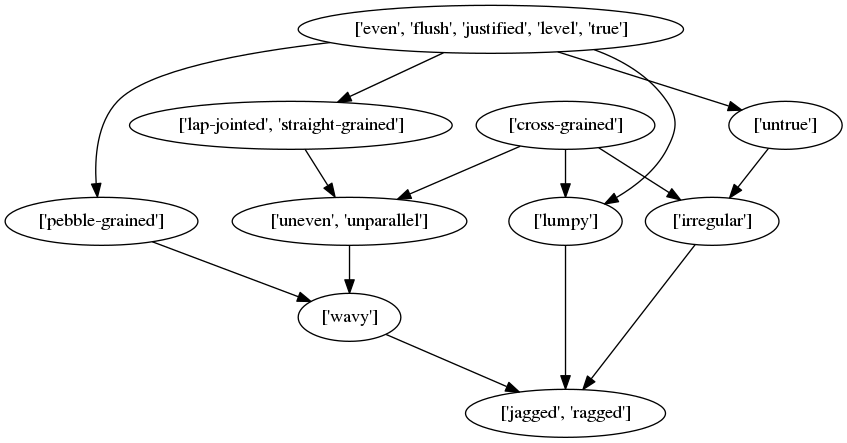 ['even', 'flush', 'justified', 'level', 'true']
['lap-jointed', 'straight-grained']
['cross-grained']
['untrue']
['pebble-grained']
['uneven', 'unparallel']
['lumpy']
['irregular']
['wavy']
['jagged', 'ragged']